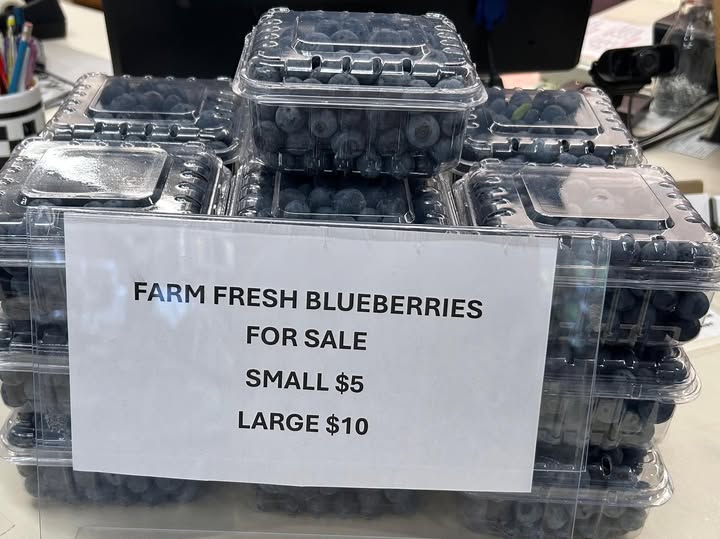 FARM FRESH BLUEBERRIES
FOR SALE
SMALL $5
LARGE $10